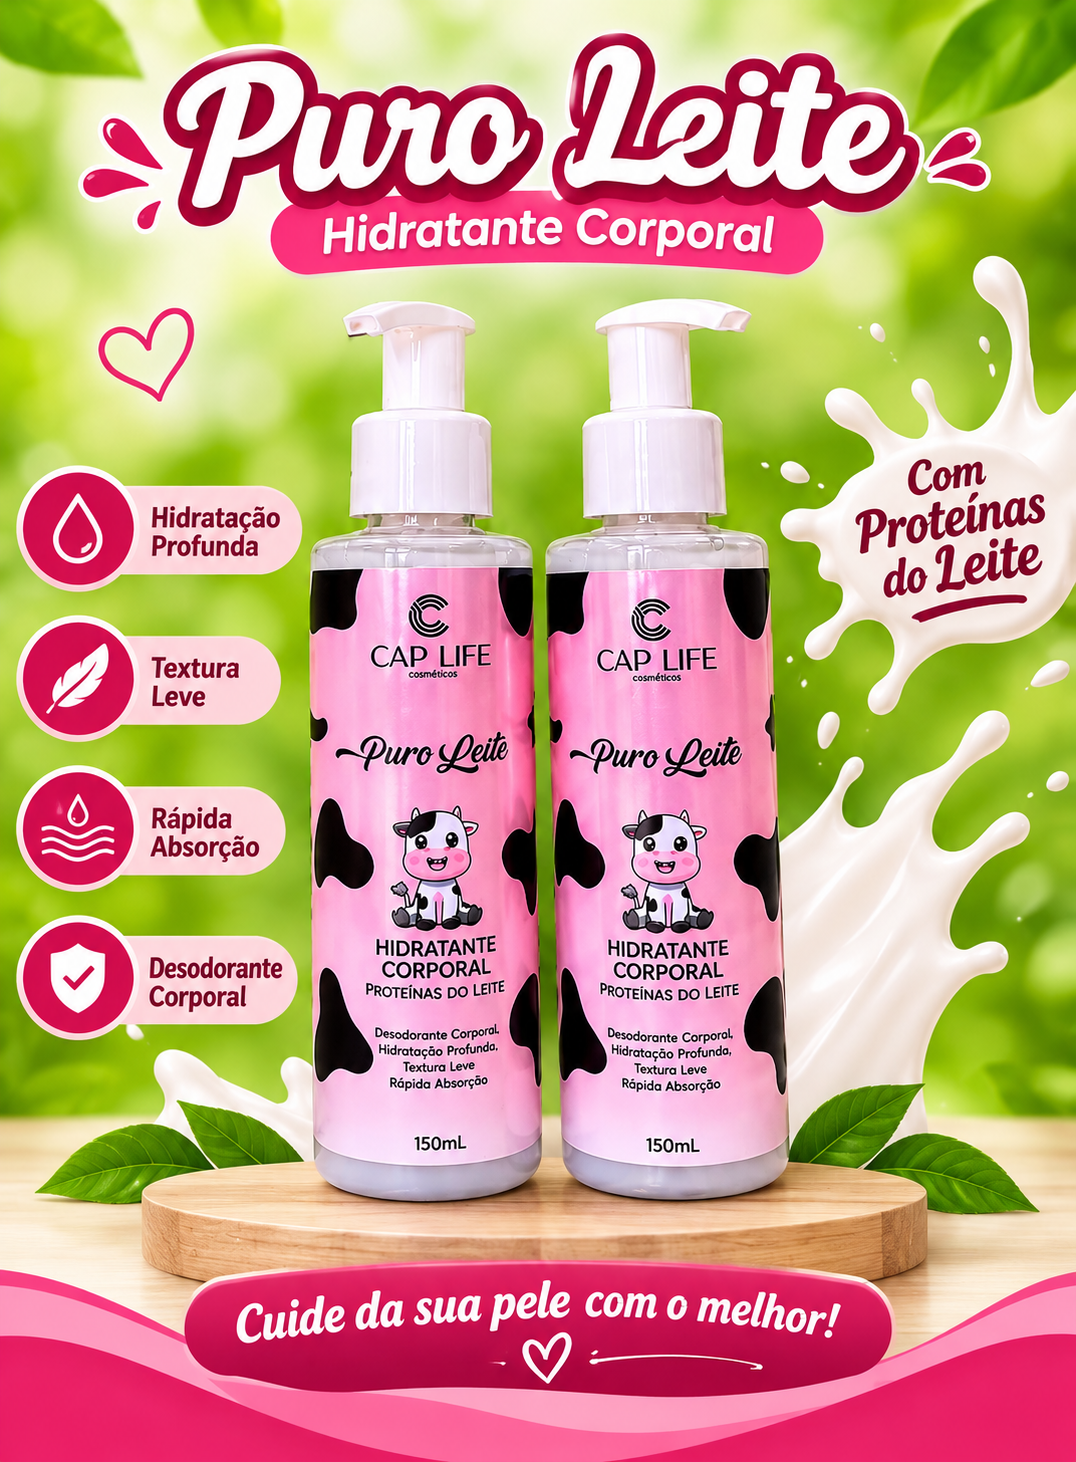 Puro Leite
Hidratante Corporal
Hidratação
Profunda
Textura
Leve
Rápida
Absorção
Desodorante
Corporal
Com
Proteínas
do Leite
CAP LIFE
cosméticos
Puro Leite
HIDRATANTE
CORPORAL
PROTEÍNAS DO LEITE
Desodorante Corporal,
Hidratação Profunda,
Textura Leve
Rápida Absorção
150mL
CAP LIFE
cosméticos
Puro Leite
HIDRATANTE
CORPORAL
PROTEÍNAS DO LEITE
Desodorante Corporal,
Hidratação Profunda,
Textura Leve
Rápida Absorção
150mL
Cuide da sua pele com o melhor!